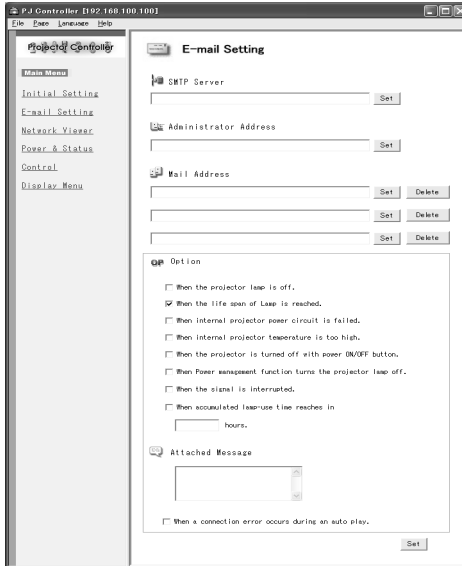 PJ Controller [192.168.100.100]
File Page Language Help
Projector Controller
Main Menu
Initial Setting
E-mail Setting
Network Viewer
Power & Status
Control
Display Menu
E-mail Setting
SMTP Server
Set
Administrator Address
Set
Mail Address
Set Delete
Set Delete
Set Delete
Option
When the projector lamp is off.
When the life span of Lamp is reached.
When internal projector power circuit is failed.
When internal projector temperature is too high.
When the projector is turned off with power ON/OFF button.
When Power management function turns the projector lamp off.
When the signal is interrupted.
When accumulated lamp-use time reaches in
hours.
Attached Message
When a connection error occurs during an auto play.
Set